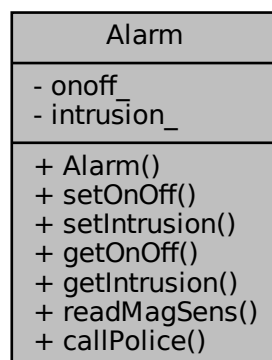 Alarm
- onoff_
- intrusion_
+ Alarm()
+ setOnOff()
+ setIntrusion()
+ getOnOff()
+ getIntrusion()
+ readMagSens()
+ callPolice()